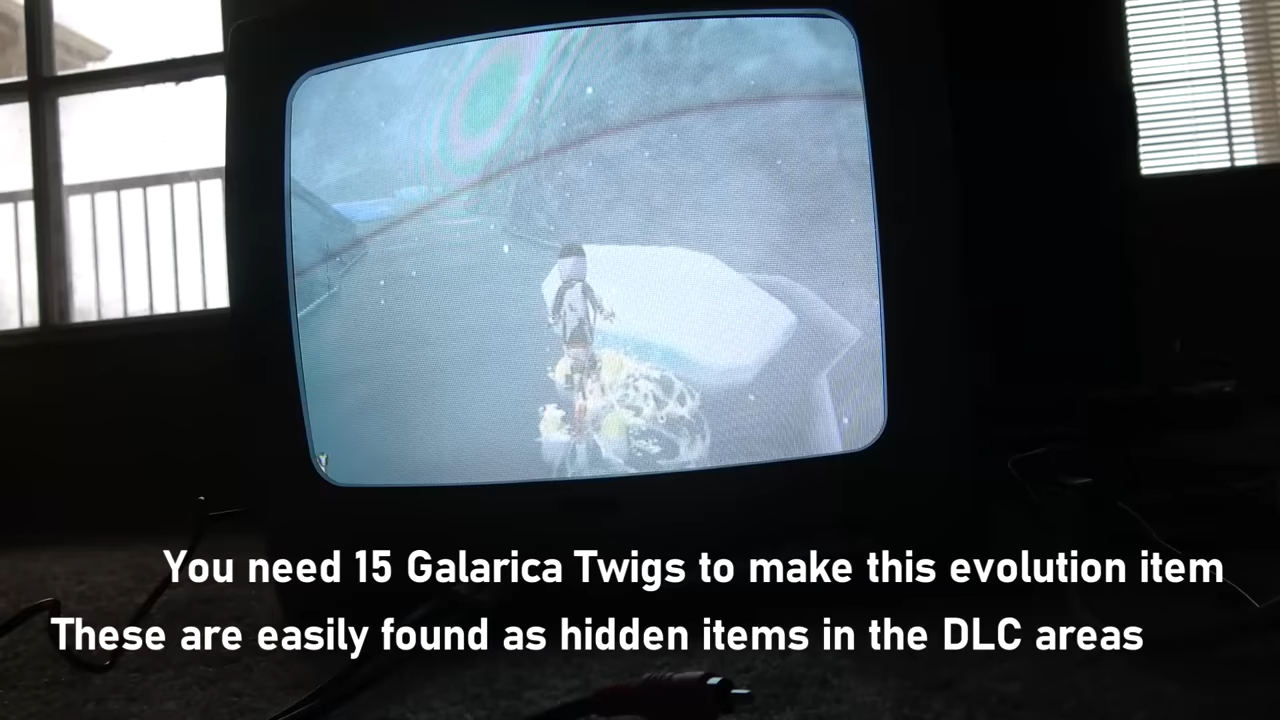 You need 15 Galarica Twigs to make this evolution item
These are easily found as hidden items in the DLC areas